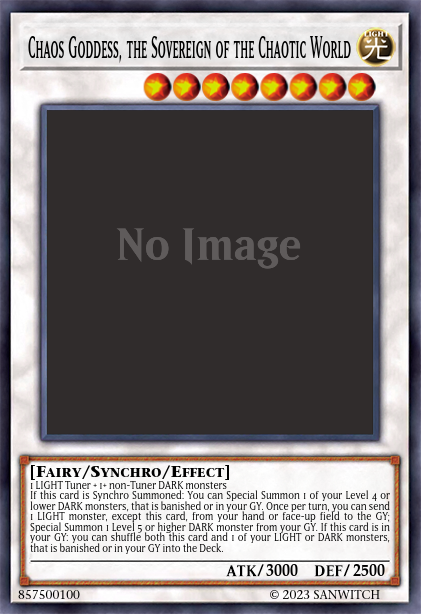 Chaos Goddess, the Sovereign of the Chaotic World
LIGHT
光
No Image
[Fairy/Synchro/Effect]
1 LIGHT Tuner + 1+ non-Tuner DARK monsters
If this card is Synchro Summoned: You can Special Summon 1 of your Level 4 or
lower DARK monsters, that is banished or in your GY. Once per turn, you can send
1 LIGHT monster, except this card, from your hand or face-up field to the GY;
Special Summon 1 Level 5 or higher DARK monster from your GY. If this card is in
your GY: you can shuffle both this card and 1 of your LIGHT or DARK monsters,
that is banished or in your GY into the Deck.
ATK/3000 DEF/2500
857500100
© 2023 SANWITCH